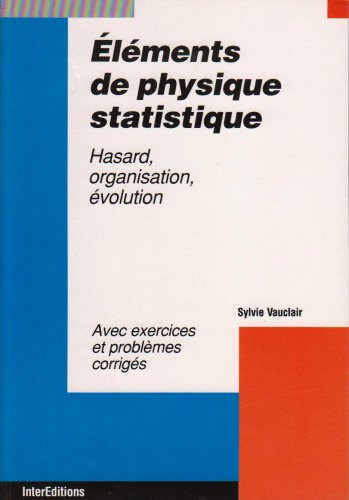 Éléments
de physique
statistique
Hasard,
organisation,
évolution
Sylvie Vauclair
Avec exercices
et problèmes
corrigés
InterEditions